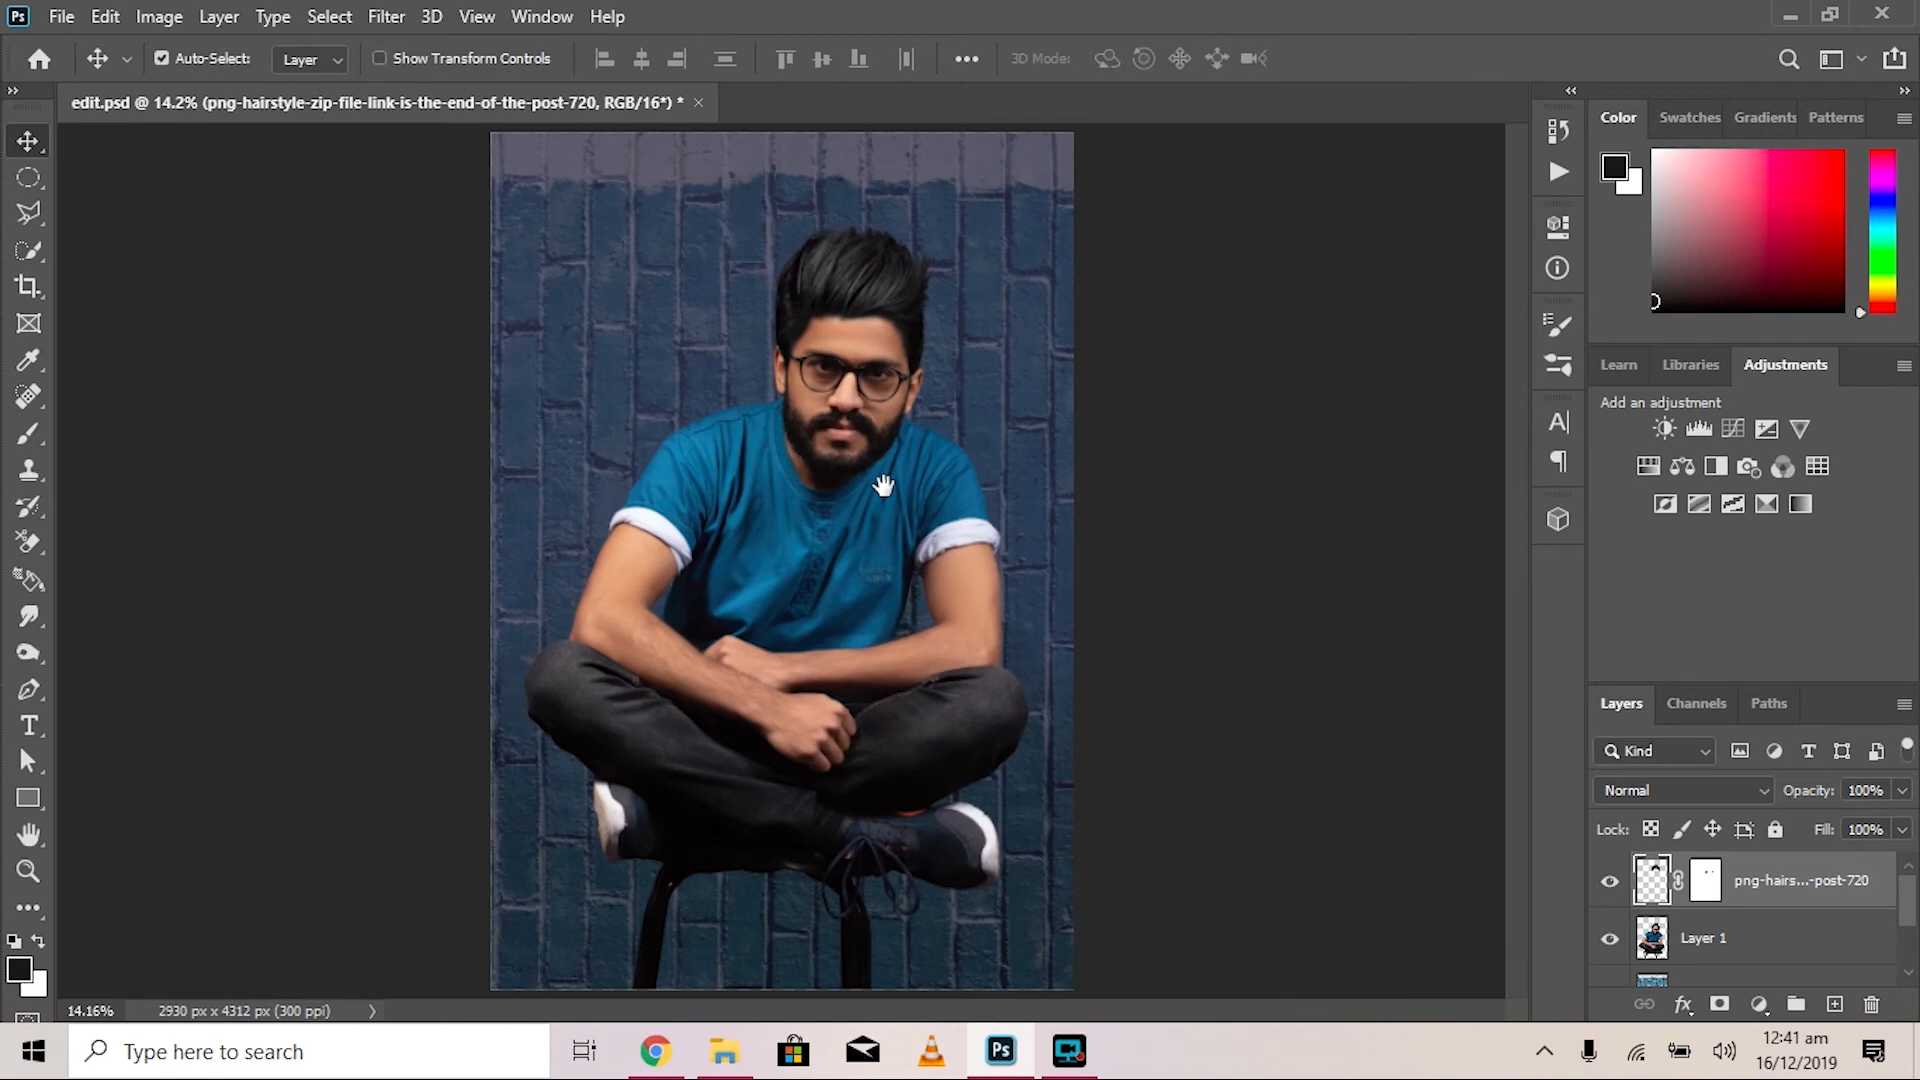 Ps File Edit Image Layer Type Select Filter 3D View Window Help
Auto-Select: Layer Show Transform Controls 3D Mode:
edit.psd @ 14.2% (png-hairstyle-zip-file-link-is-the-end-of-the-post-720, RGB/16*) * ×
Color Swatches Gradients Patterns
Learn Libraries Adjustments
Add an adjustment
Layers Channels Paths
Kind
Normal Opacity: 100%
Lock: Fill: 100%
png-hairs...-post-720
Layer 1
14.16% 2930 px x 4312 px (300 ppi)
Type here to search
Ps
12:41 am
16/12/2019